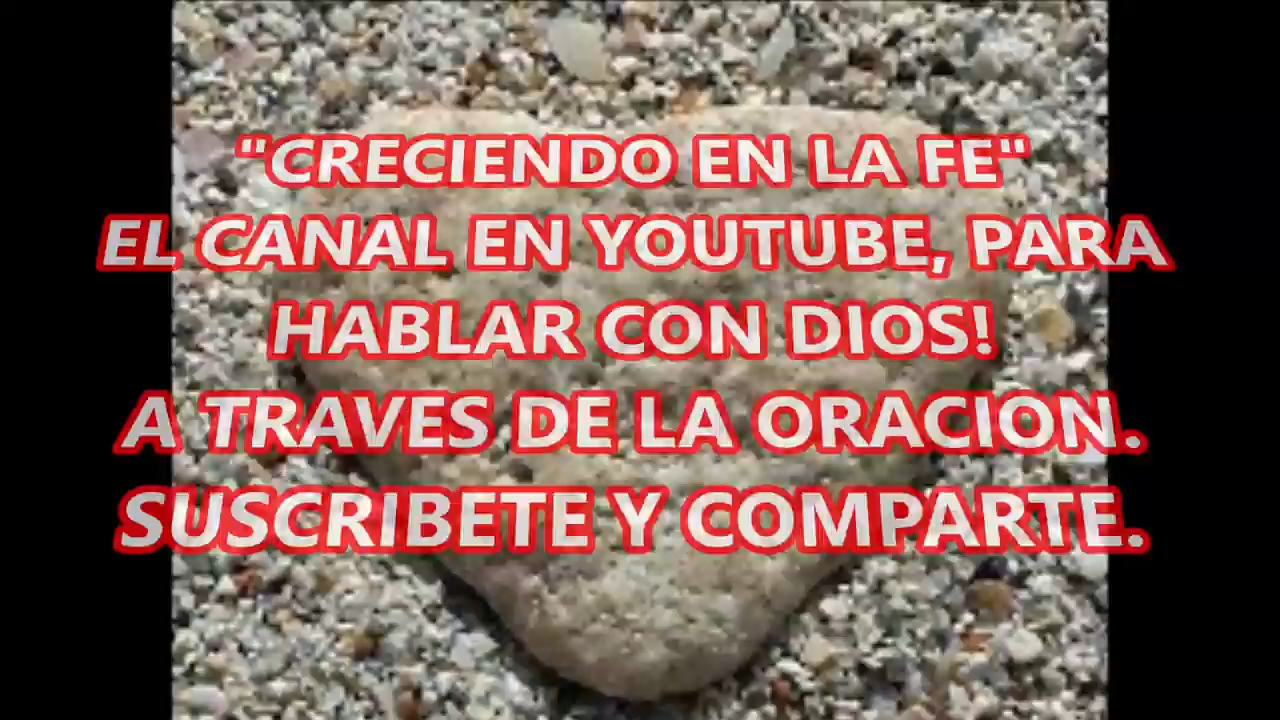 "CRECIENDO EN LA FE"
EL CANAL EN YOUTUBE, PARA
HABLAR CON DIOS!
A TRAVES DE LA ORACION.
SUSCRIBETE Y COMPARTE.